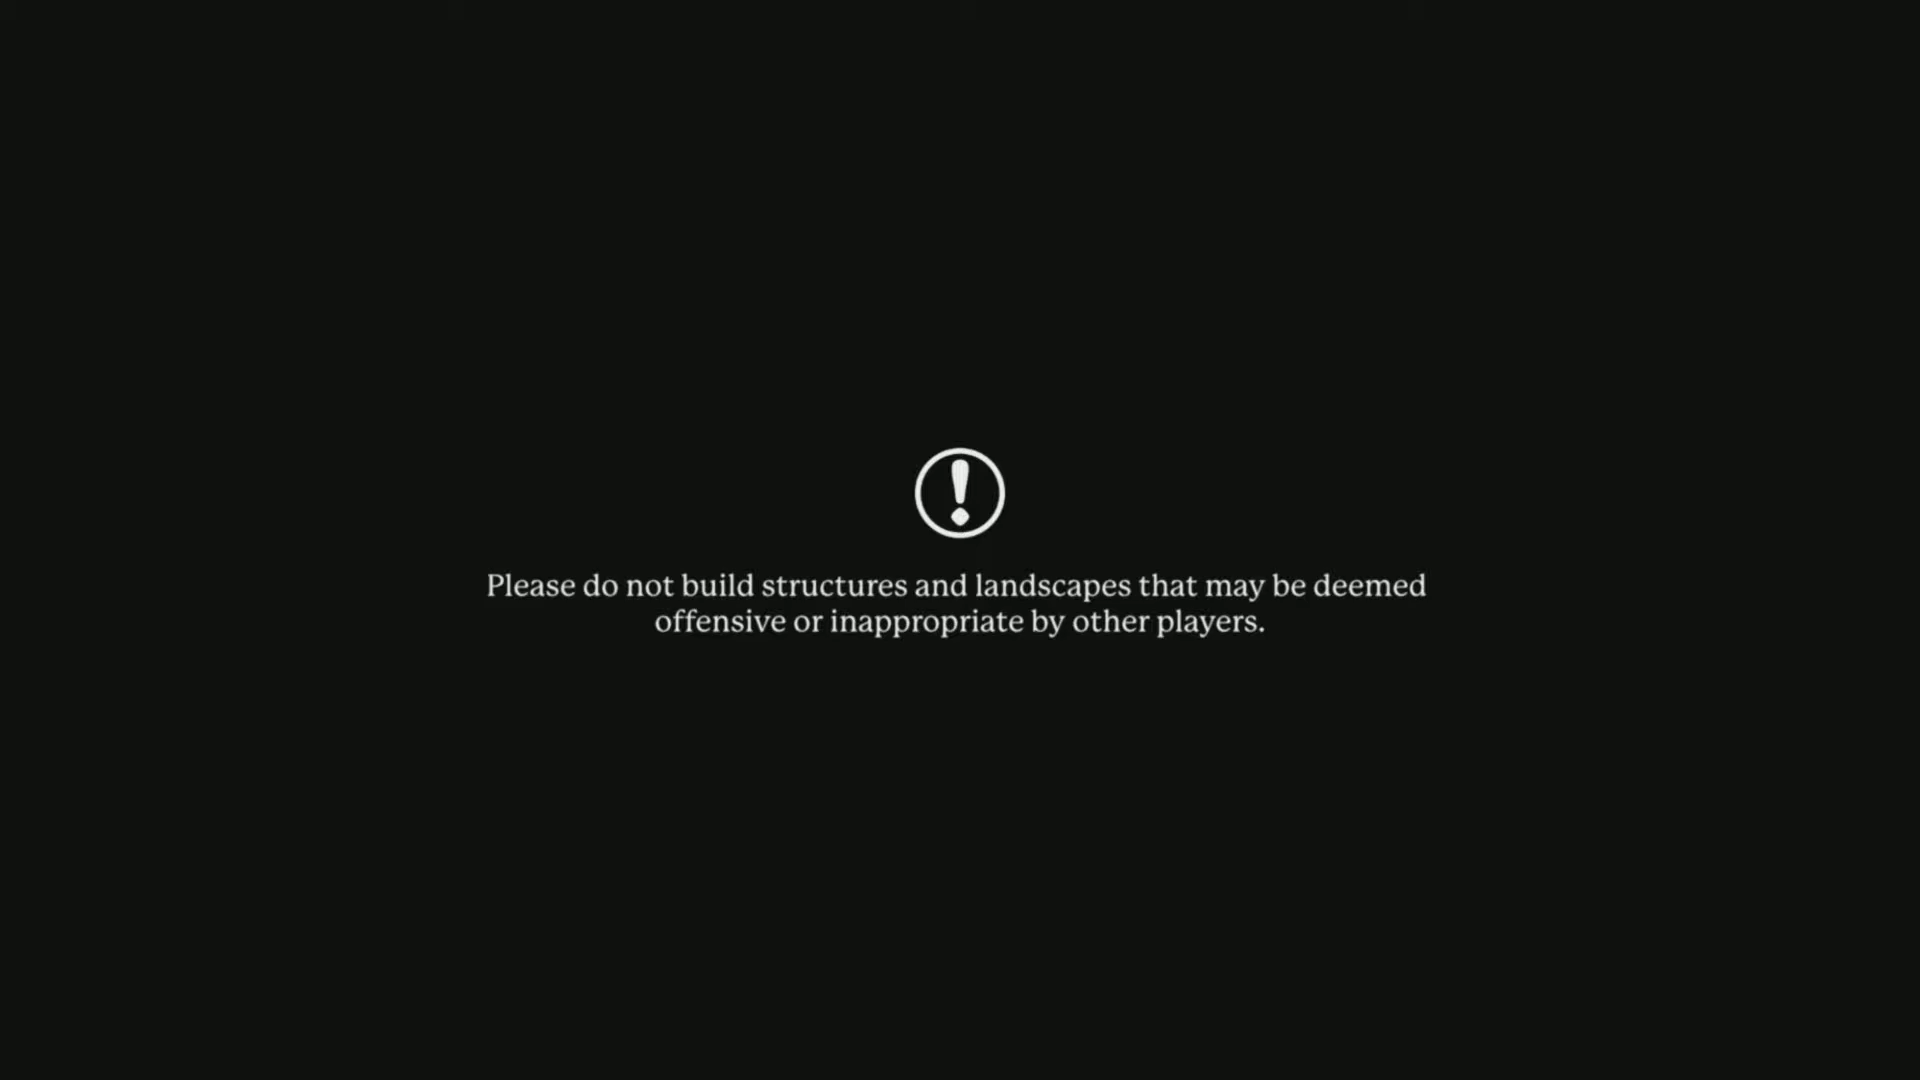 Please do not build structures and landscapes that may be deemed
offensive or inappropriate by other players.